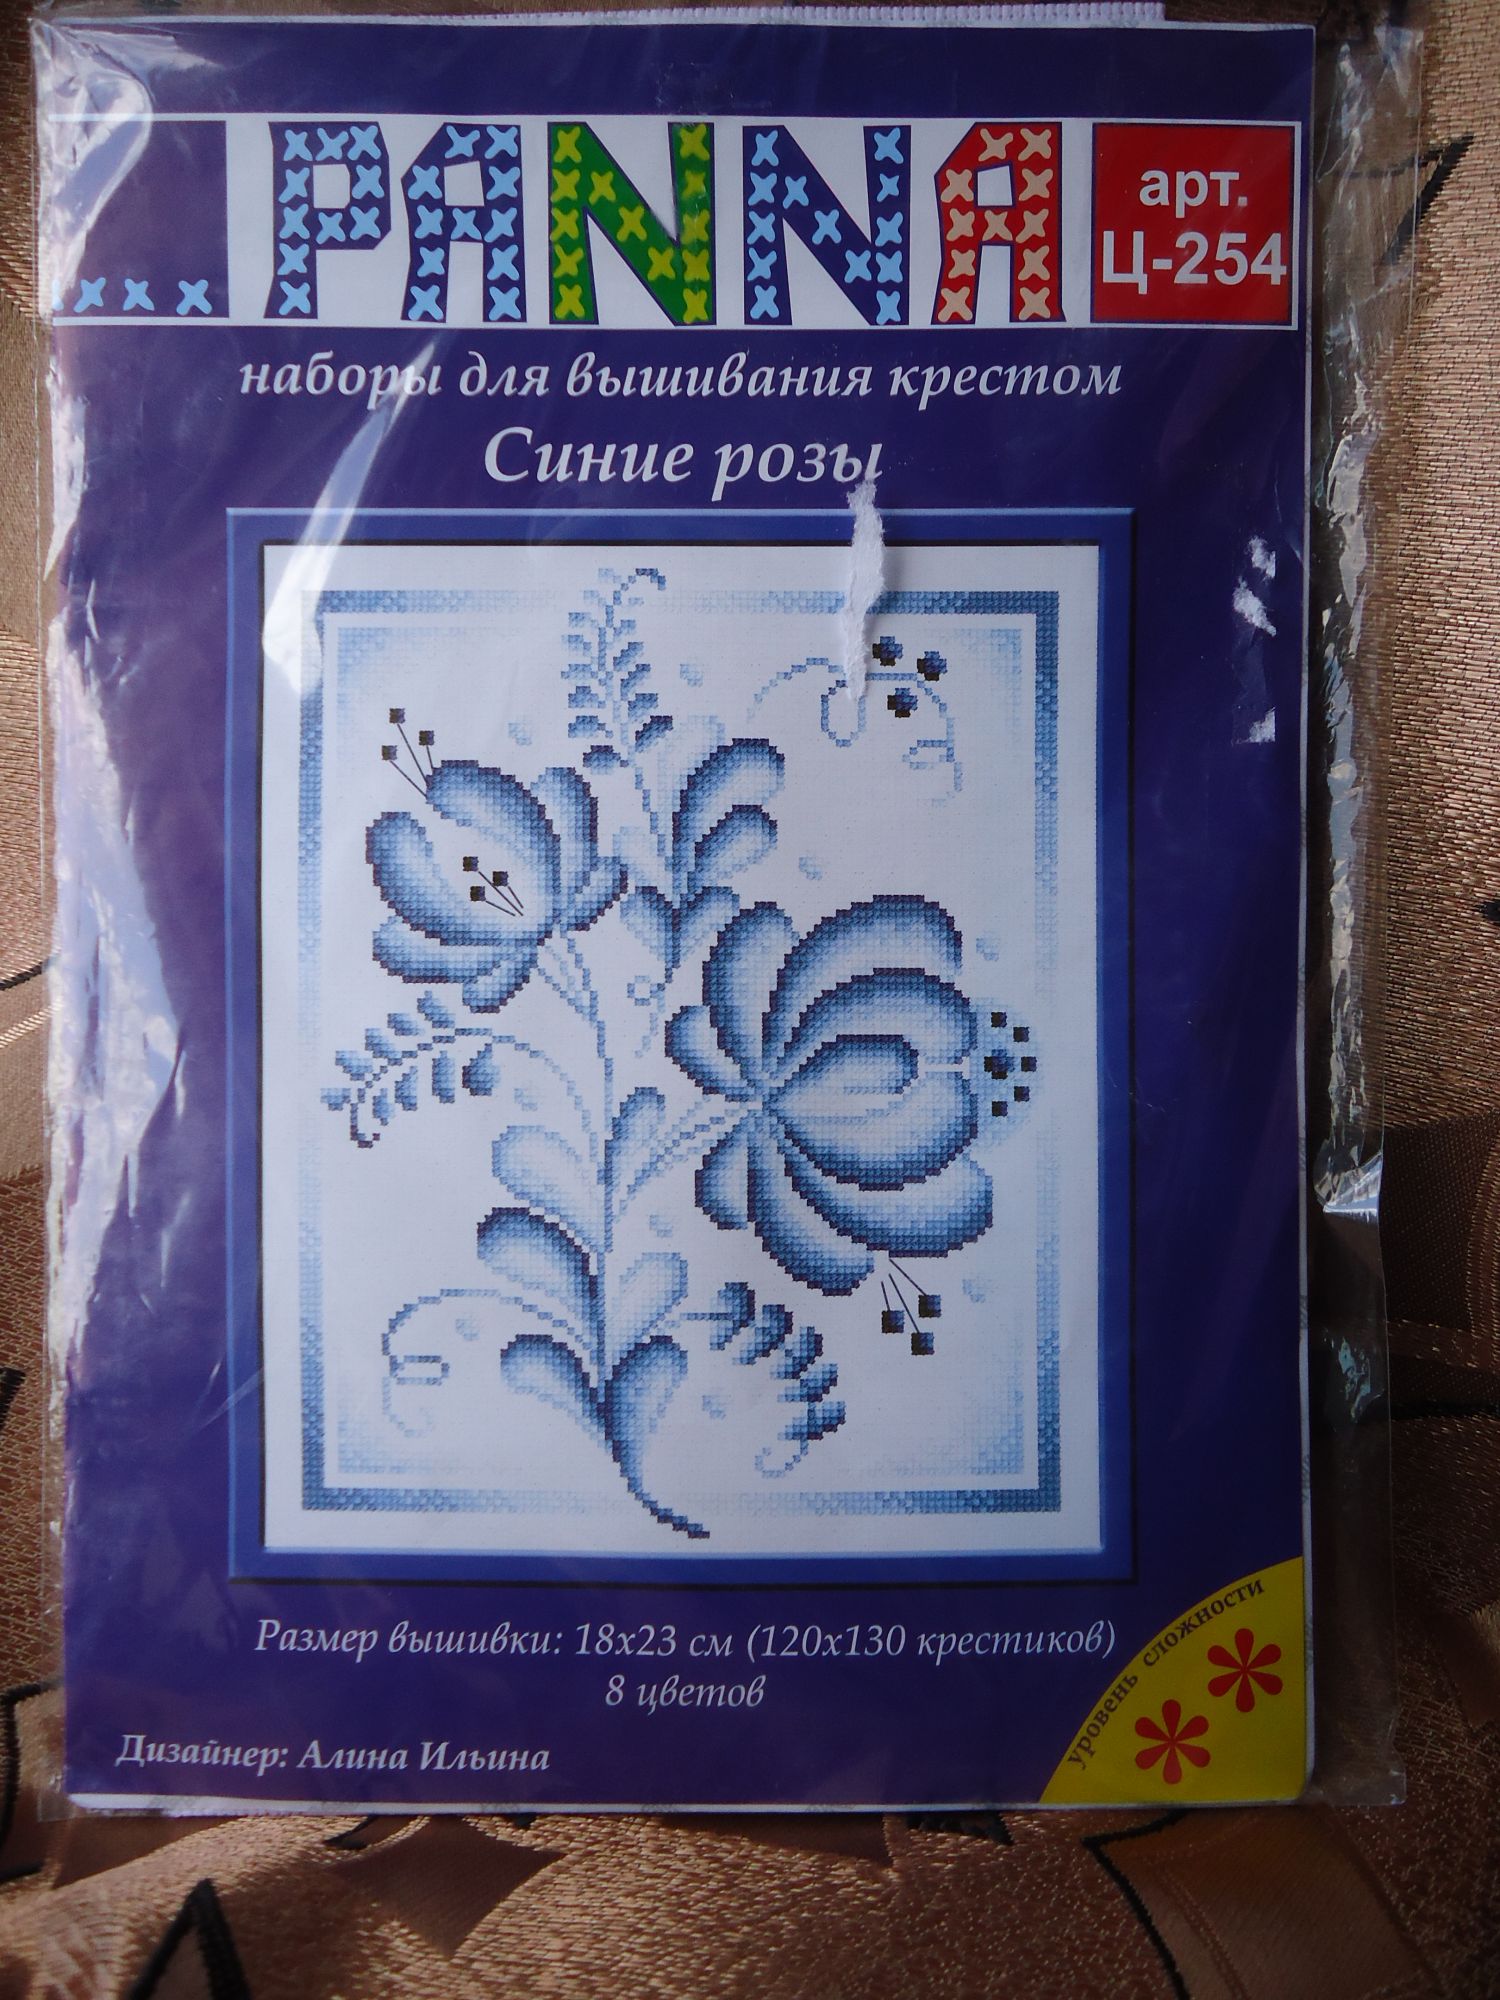 PANNA
арт.
Ц-254
наборы для вышивания крестом
Синие розы
Размер вышивки: 18х23 см (120х130 крестиков)
8 цветов
уровень сложности
Дизайнер: Алина Ильина